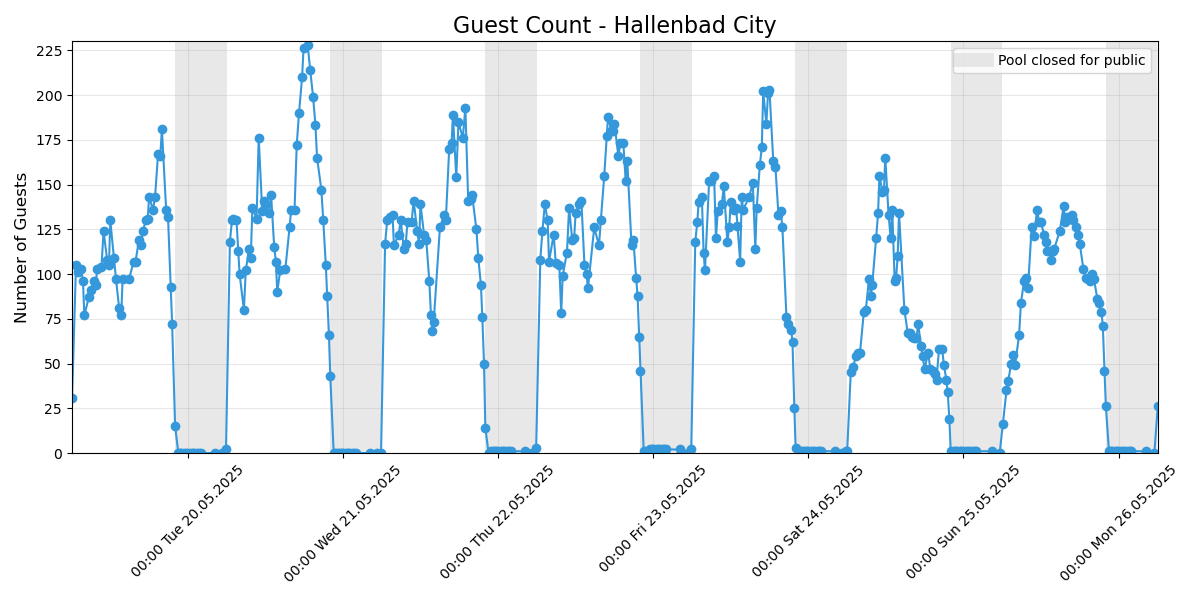 Guest Count - Hallenbad City
Pool closed for public
Number of Guests
225
200
175
150
125
100
75
50
25
0
00:00 Tue 20.05.2025
00:00 Wed 21.05.2025
00:00 Thu 22.05.2025
00:00 Fri 23.05.2025
00:00 Sat 24.05.2025
00:00 Sun 25.05.2025
00:00 Mon 26.05.2025